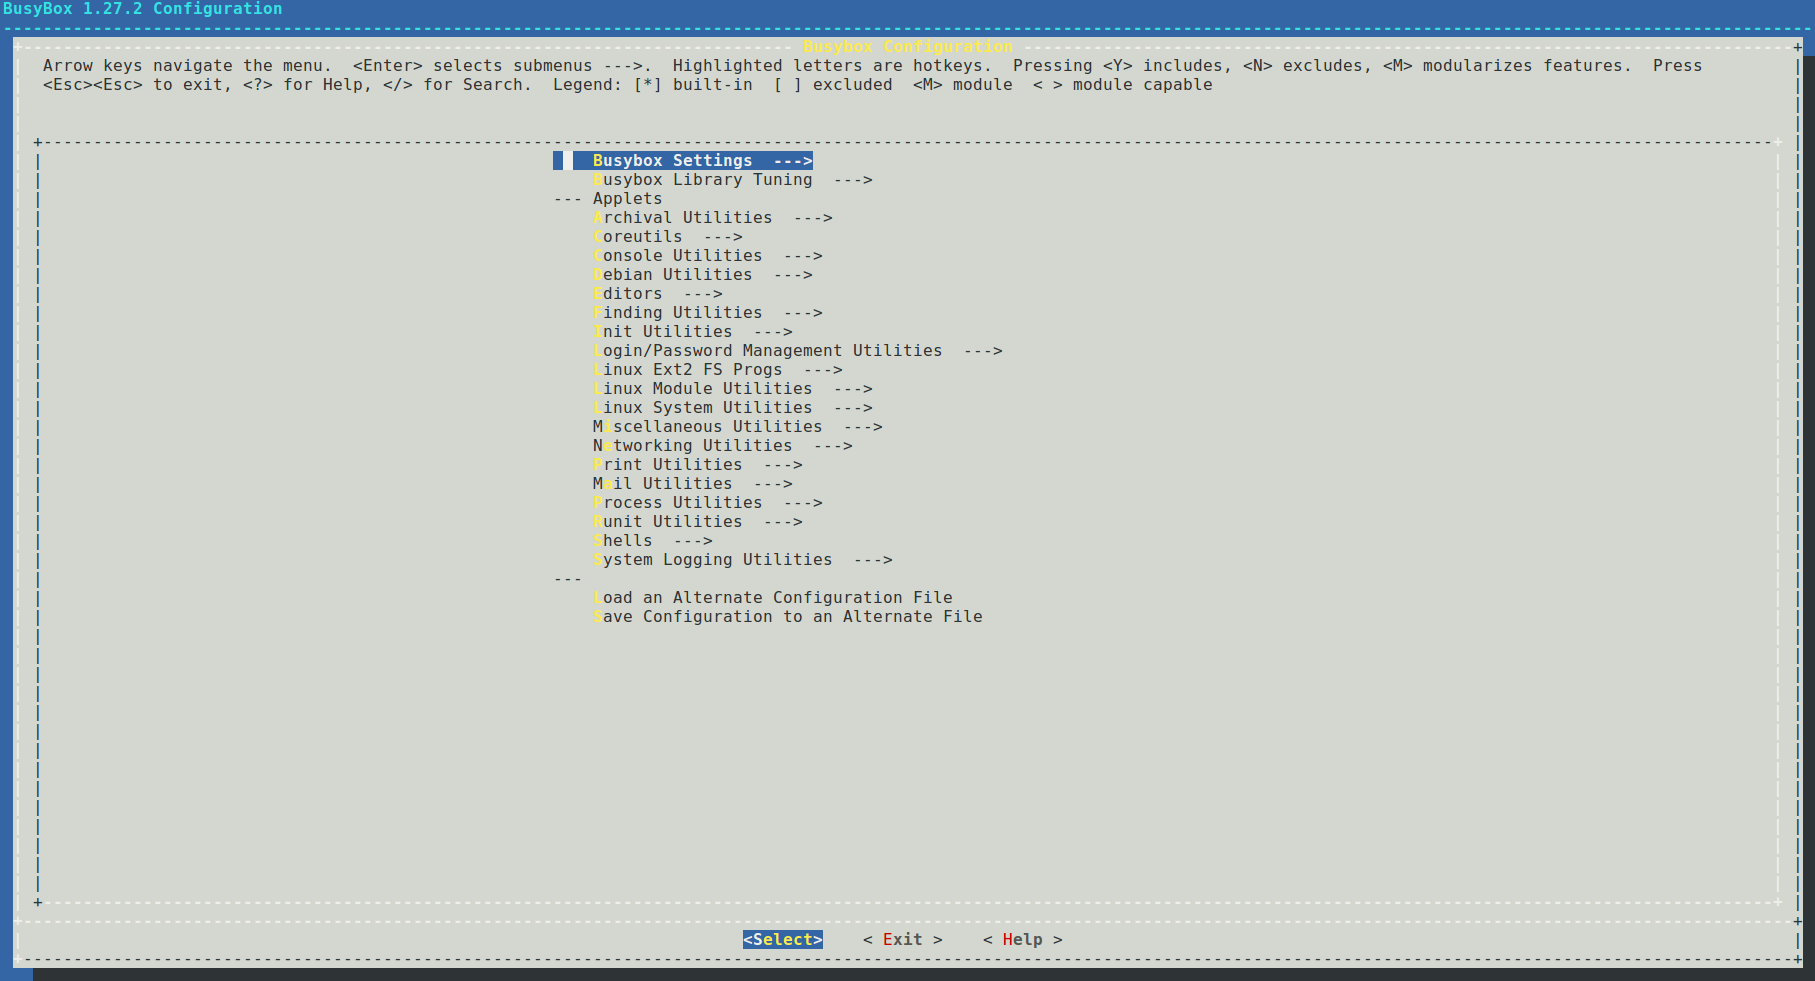 BusyBox 1.27.2 Configuration
Busybox Configuration
Arrow keys navigate the menu.  <Enter> selects submenus --->.  Highlighted letters are hotkeys.  Pressing <Y> includes, <N> excludes, <M> modularizes features.  Press
<Esc><Esc> to exit, <?> for Help, </> for Search.  Legend: [*] built-in  [ ] excluded  <M> module  < > module capable
Busybox Settings  --->
Busybox Library Tuning  --->
--- Applets
Archival Utilities  --->
Coreutils  --->
Console Utilities  --->
Debian Utilities  --->
Editors  --->
Finding Utilities  --->
Init Utilities  --->
Login/Password Management Utilities  --->
Linux Ext2 FS Progs  --->
Linux Module Utilities  --->
Linux System Utilities  --->
Miscellaneous Utilities  --->
Networking Utilities  --->
Print Utilities  --->
Mail Utilities  --->
Process Utilities  --->
Runit Utilities  --->
Shells  --->
System Logging Utilities  --->
---
Load an Alternate Configuration File
Save Configuration to an Alternate File
<Select>    < Exit >    < Help >